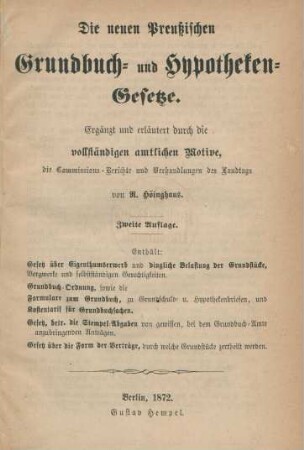 Die neuen Preußischen
Grundbuch- und Hypotheken-
Gesetze.
Ergänzt und erläutert durch die
vollständigen amtlichen Motive,
die Commissions-Berichte und Verhandlungen des Landtags
von R. Höinghaus.
Zweite Auflage.
Enthält:
Gesetz über Eigenthumserwerb und dingliche Belastung der Grundstücke,
Bergwerke und selbstständigen Gerechtigkeiten.
Grundbuch-Ordnung, sowie die
Formulare zum Grundbuch, zu Grundschuld- u. Hypothekenbriefen, und
Kostentarif für Grundbuchsachen.
Gesetz, betr. die Stempel-Abgaben von gewissen, bei dem Grundbuch-Amte
anzubringenden Anträgen.
Gesetz über die Form der Verträge, durch welche Grundstücke zertheilt werden.
Berlin, 1872.
Gustav Hempel.